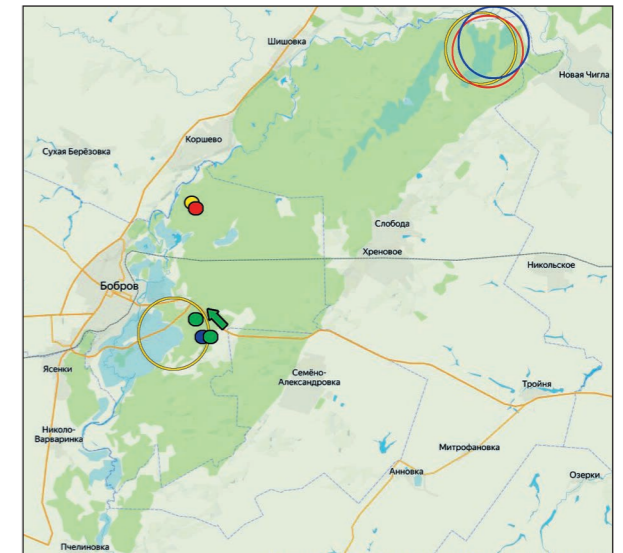 Шишовка
Новая Чигла
Коршево
Сухая Берёзовка
Слобода
Хреновое
Никольское
Бобров
Ясенки
Семёно-
Александровка
Тройня
Николо-
Варваринка
Митрофановка
Анновка
Озерки
Пчелиновка